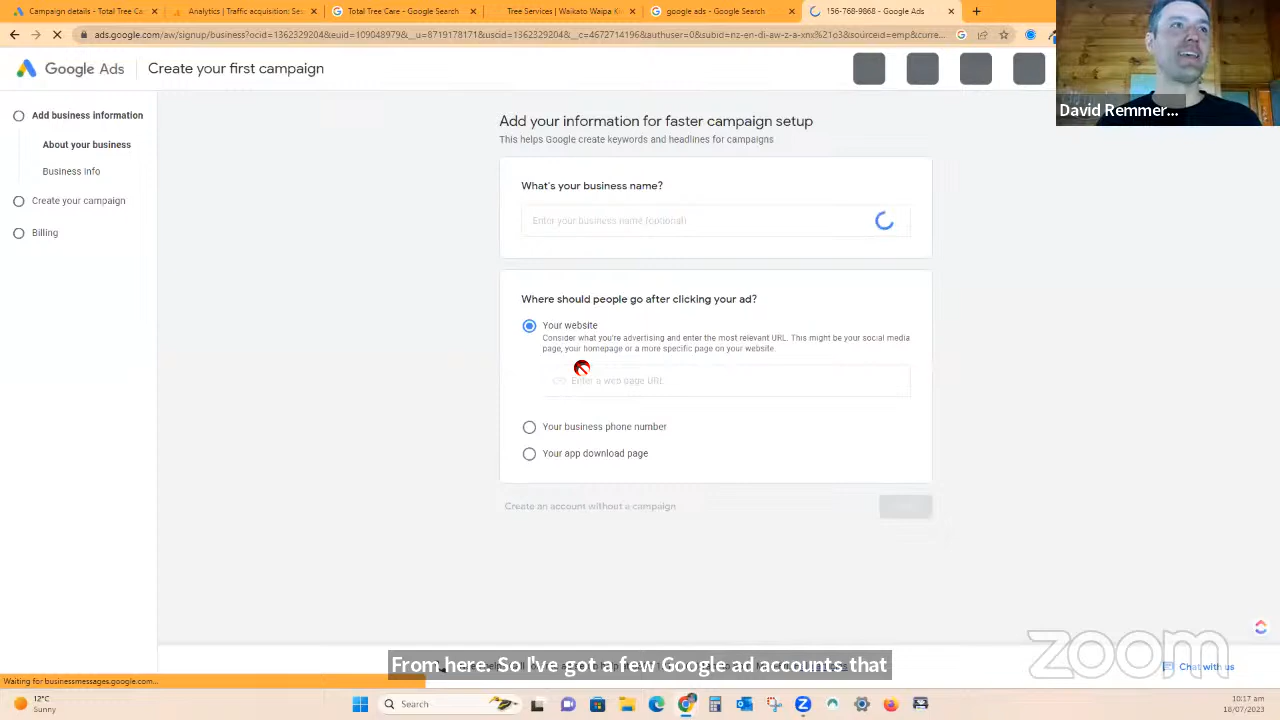 Campaign details - Total Tree Car
Analytics | Traffic acquisition: Ses
Total Tree Care - Google Search
Tree Services | Waikato Waipa Ki
google ads - Google Search
156-768-9868 - Google Ads
Google Ads
Create your first campaign
David Remmer...
Add business information
About your business
Business info
Create your campaign
Billing
Add your information for faster campaign setup
This helps Google create keywords and headlines for campaigns
What's your business name?
Enter your business name (optional)
Where should people go after clicking your ad?
Your website
Consider what you're advertising and enter the most relevant URL. This might be your social media
page, your homepage or a more specific page on your website.
Enter a web page URL
Your business phone number
Your app download page
Create an account without a campaign
zoom
From here. So I've got a few Google ad accounts that
Chat with us
Waiting for businessmessages.google.com...
12°C
Sunny
Search
10:17 am
18/07/2023